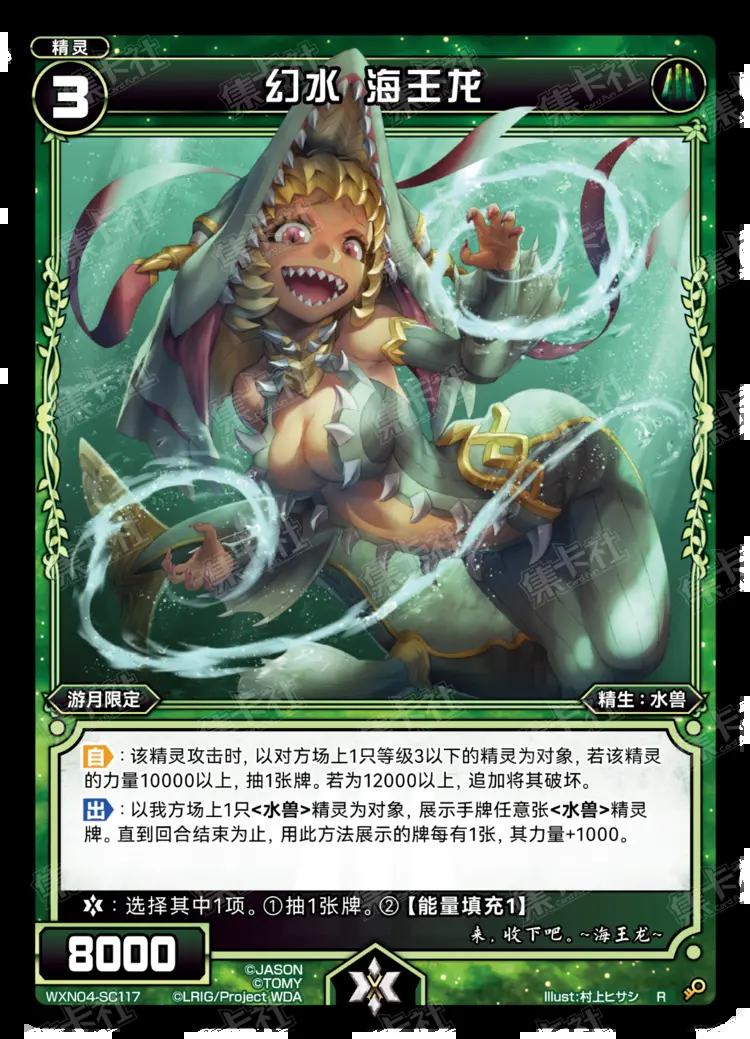 精灵
3
幻水 海王龙
游月限定
精生：水兽
自：该精灵攻击时，以对方场上1只等级3以下的精灵为对象，若该精灵
的力量10000以上，抽1张牌。若为12000以上，追加将其破坏。
出：以我方场上1只<水兽>精灵为对象，展示手牌任意张<水兽>精灵
牌。直到回合结束为止，用此方法展示的牌每有1张，其力量+1000。
：选择其中1项。①抽1张牌。②【能量填充1】
来，收下吧。~海王龙~
8000
©JASON
©TOMY
WXN04-SC117 ©LRIG/Project WDA
Illust:村上ヒサシ R
集卡社